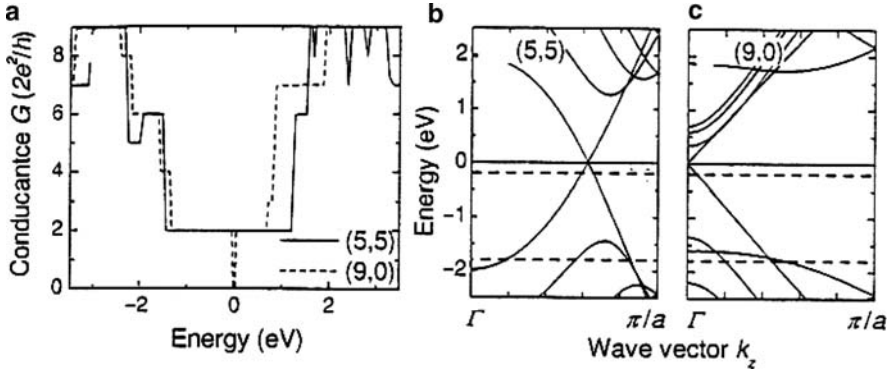 a
Conducantce G (2e²/h)
8
6
4
2
0
(5,5)
(9,0)
−2
0
2
Energy (eV)
b
Energy (eV)
2
1
0
−1
−2
(5,5)
Γ
π/a
c
(9,0)
Γ
π/a
Wave vector k_z